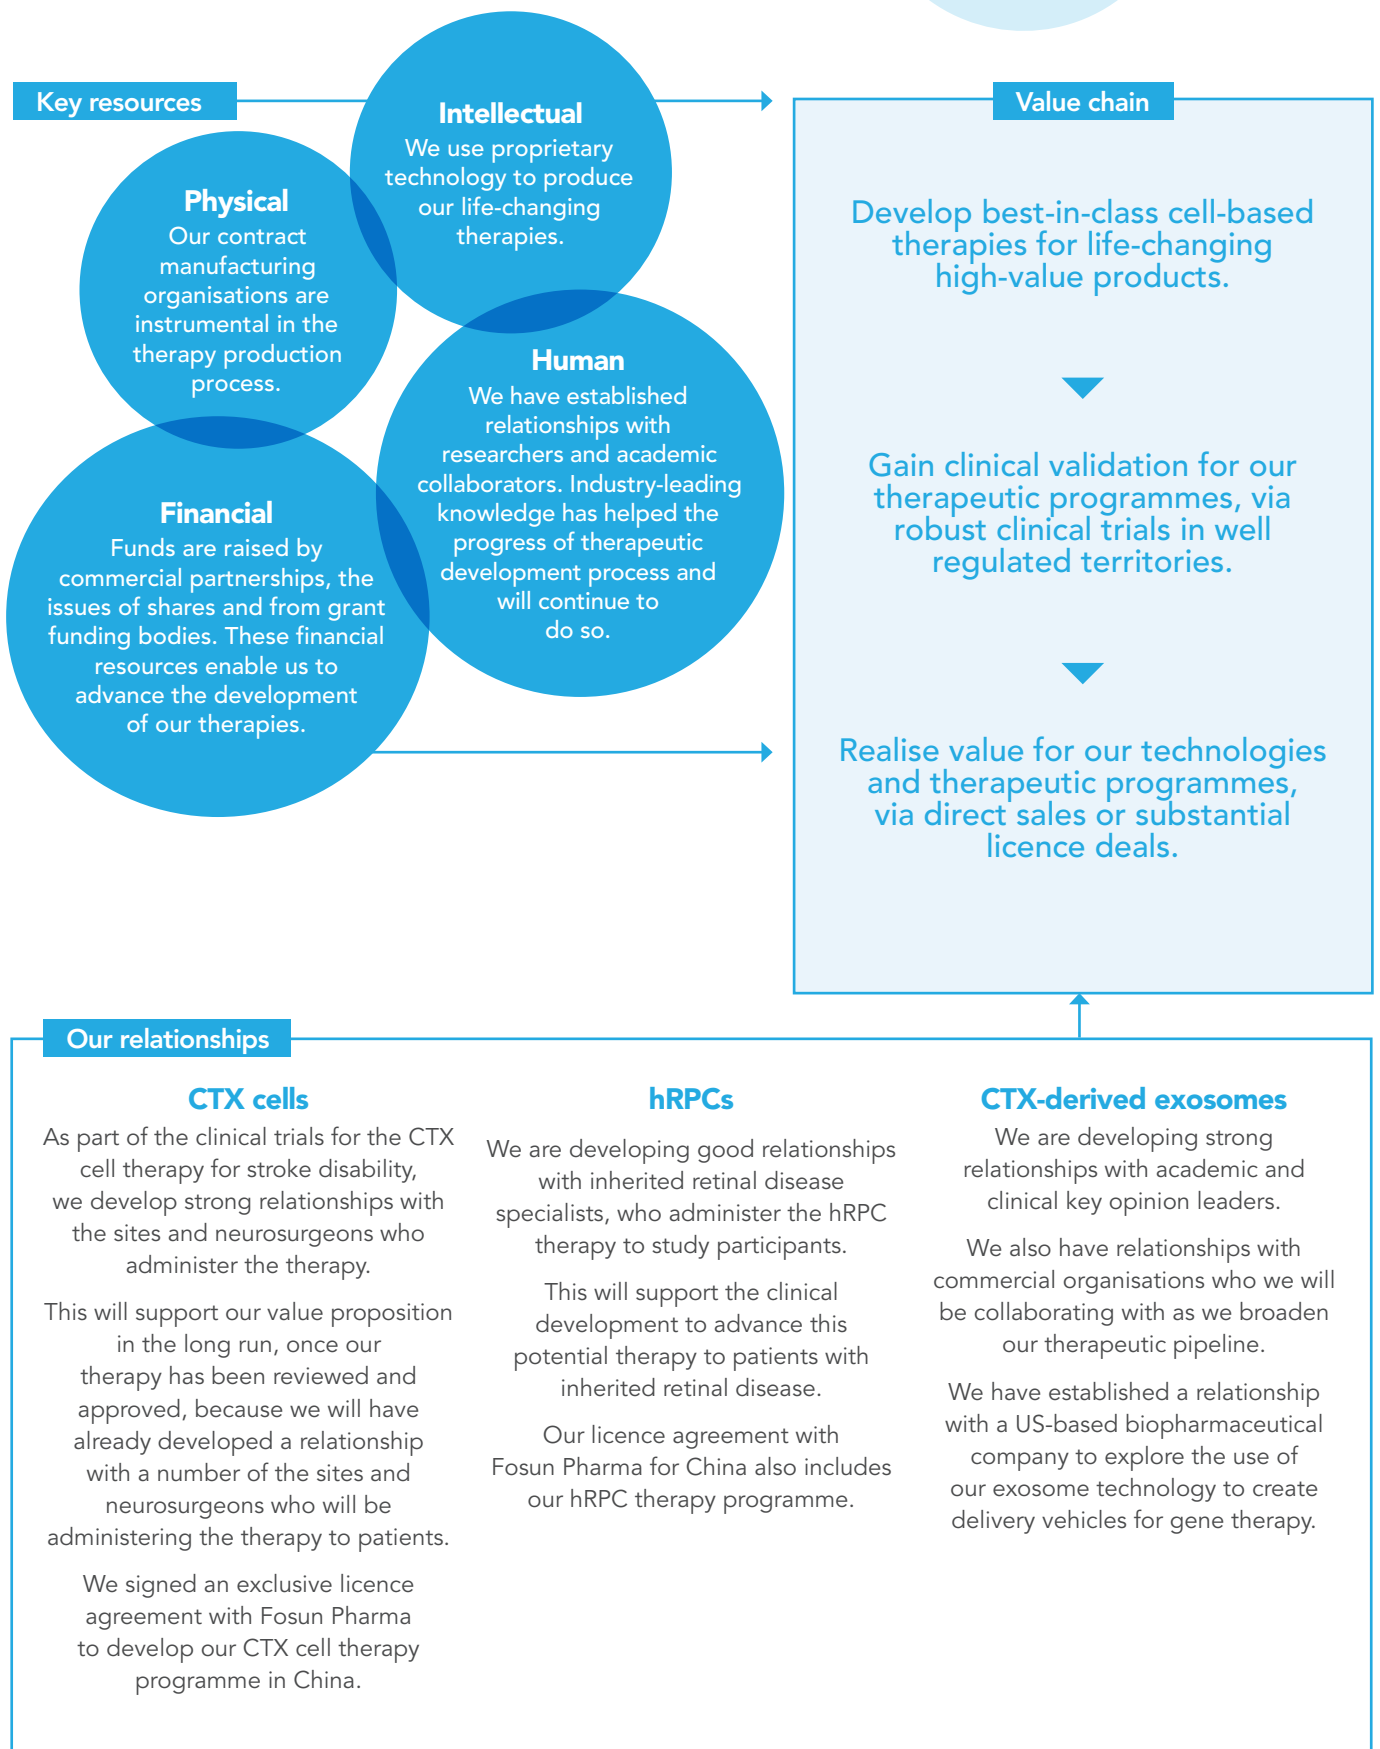 Key resources
Intellectual
We use proprietary
technology to produce
our life-changing
therapies.
Physical
Our contract
manufacturing
organisations are
instrumental in the
therapy production
process.
Human
We have established
relationships with
researchers and academic
collaborators. Industry-leading
knowledge has helped the
progress of therapeutic
development process and
will continue to
do so.
Financial
Funds are raised by
commercial partnerships, the
issues of shares and from grant
funding bodies. These financial
resources enable us to
advance the development
of our therapies.
Value chain
Develop best-in-class cell-based
therapies for life-changing
high-value products.
Gain clinical validation for our
therapeutic programmes, via
robust clinical trials in well
regulated territories.
Realise value for our technologies
and therapeutic programmes,
via direct sales or substantial
licence deals.
Our relationships
CTX cells
As part of the clinical trials for the CTX
cell therapy for stroke disability,
we develop strong relationships with
the sites and neurosurgeons who
administer the therapy.
This will support our value proposition
in the long run, once our
therapy has been reviewed and
approved, because we will have
already developed a relationship
with a number of the sites and
neurosurgeons who will be
administering the therapy to patients.
We signed an exclusive licence
agreement with Fosun Pharma
to develop our CTX cell therapy
programme in China.
hRPCs
We are developing good relationships
with inherited retinal disease
specialists, who administer the hRPC
therapy to study participants.
This will support the clinical
development to advance this
potential therapy to patients with
inherited retinal disease.
Our licence agreement with
Fosun Pharma for China also includes
our hRPC therapy programme.
CTX-derived exosomes
We are developing strong
relationships with academic and
clinical key opinion leaders.
We also have relationships with
commercial organisations who we will
be collaborating with as we broaden
our therapeutic pipeline.
We have established a relationship
with a US-based biopharmaceutical
company to explore the use of
our exosome technology to create
delivery vehicles for gene therapy.